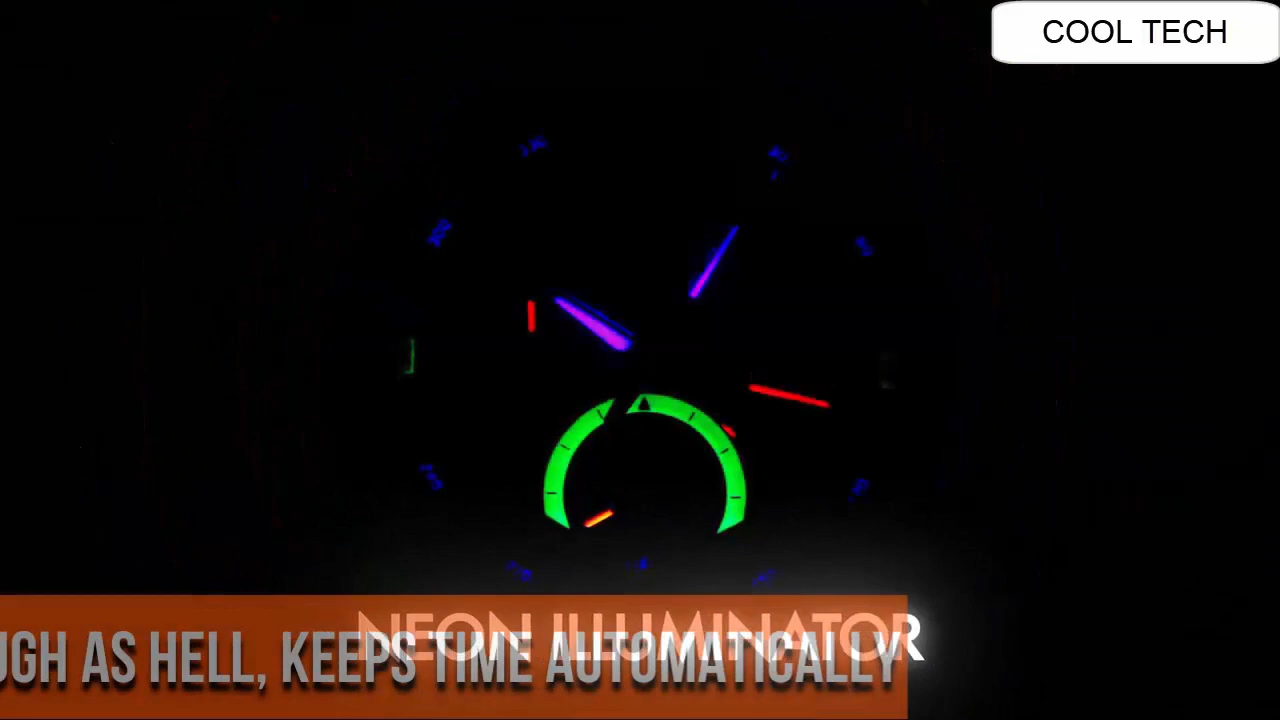 COOL TECH
NEON ILLUMINATOR
UGH AS HELL, KEEPS TIME AUTOMATICALLY